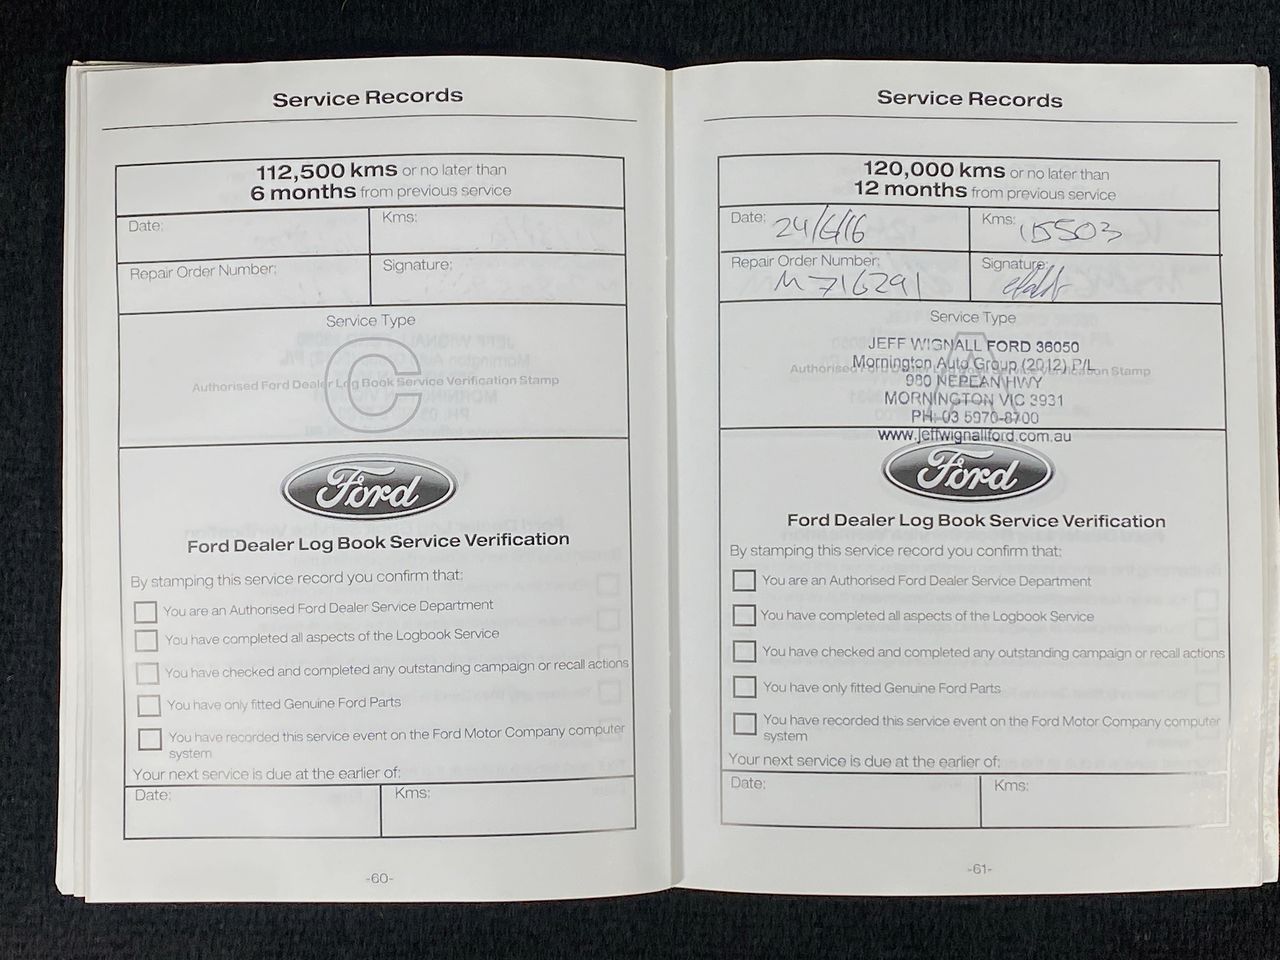 Service Records
112,500 kms or no later than
6 months from previous service
Date:
Kms:
Repair Order Number:
Signature:
Service Type
C
Authorised Ford Dealer Log Book Service Verification Stamp
Ford
Ford Dealer Log Book Service Verification
By stamping this service record you confirm that:
You are an Authorised Ford Dealer Service Department
You have completed all aspects of the Logbook Service
You have checked and completed any outstanding campaign or recall actions
You have only fitted Genuine Ford Parts
You have recorded this service event on the Ford Motor Company computer
system
Your next service is due at the earlier of:
Date:
Kms:
-60-
Service Records
120,000 kms or no later than
12 months from previous service
Date: 24/6/16
Kms: 115503
Repair Order Number:
M716291
Signature:
Service Type
A
Authorised Ford Dealer Log Book Service Verification Stamp
JEFF WIGNALL FORD 36050
Mornington Auto Group (2012) P/L
980 NEPEAN HWY
MORNINGTON VIC 3931
PH: 03 5970-8700
www.jeffwignallford.com.au
Ford
Ford Dealer Log Book Service Verification
By stamping this service record you confirm that:
You are an Authorised Ford Dealer Service Department
You have completed all aspects of the Logbook Service
You have checked and completed any outstanding campaign or recall actions
You have only fitted Genuine Ford Parts
You have recorded this service event on the Ford Motor Company computer
system
Your next service is due at the earlier of:
Date:
Kms:
-61-